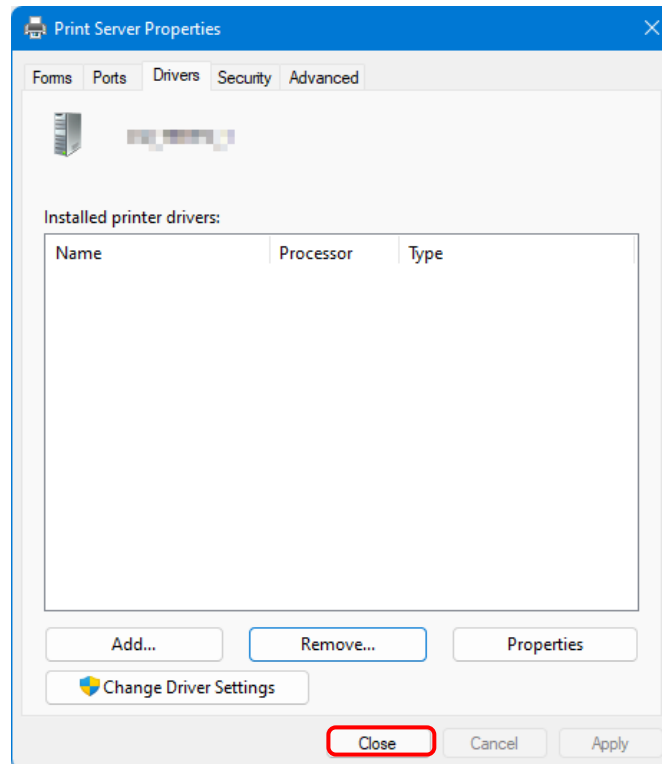 Print Server Properties
Forms Ports Drivers Security Advanced
Installed printer drivers:
Name Processor Type
Add... Remove... Properties
Change Driver Settings
Close Cancel Apply